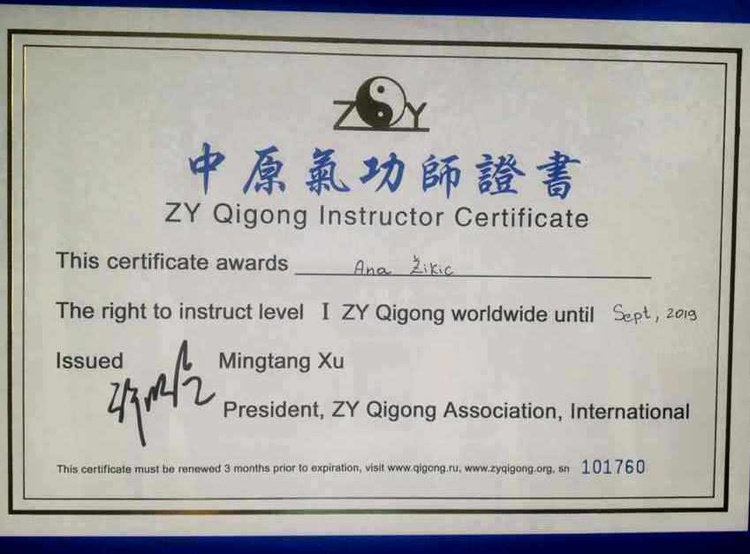 Z Y
中原氣功師證書
ZY Qigong Instructor Certificate
This certificate awards Ana Žikic
The right to instruct level I ZY Qigong worldwide until Sept, 2019
Issued Mingtang Xu
President, ZY Qigong Association, International
This certificate must be renewed 3 months prior to expiration, visit www.qigong.ru, www.zyqigong.org, sn 101760